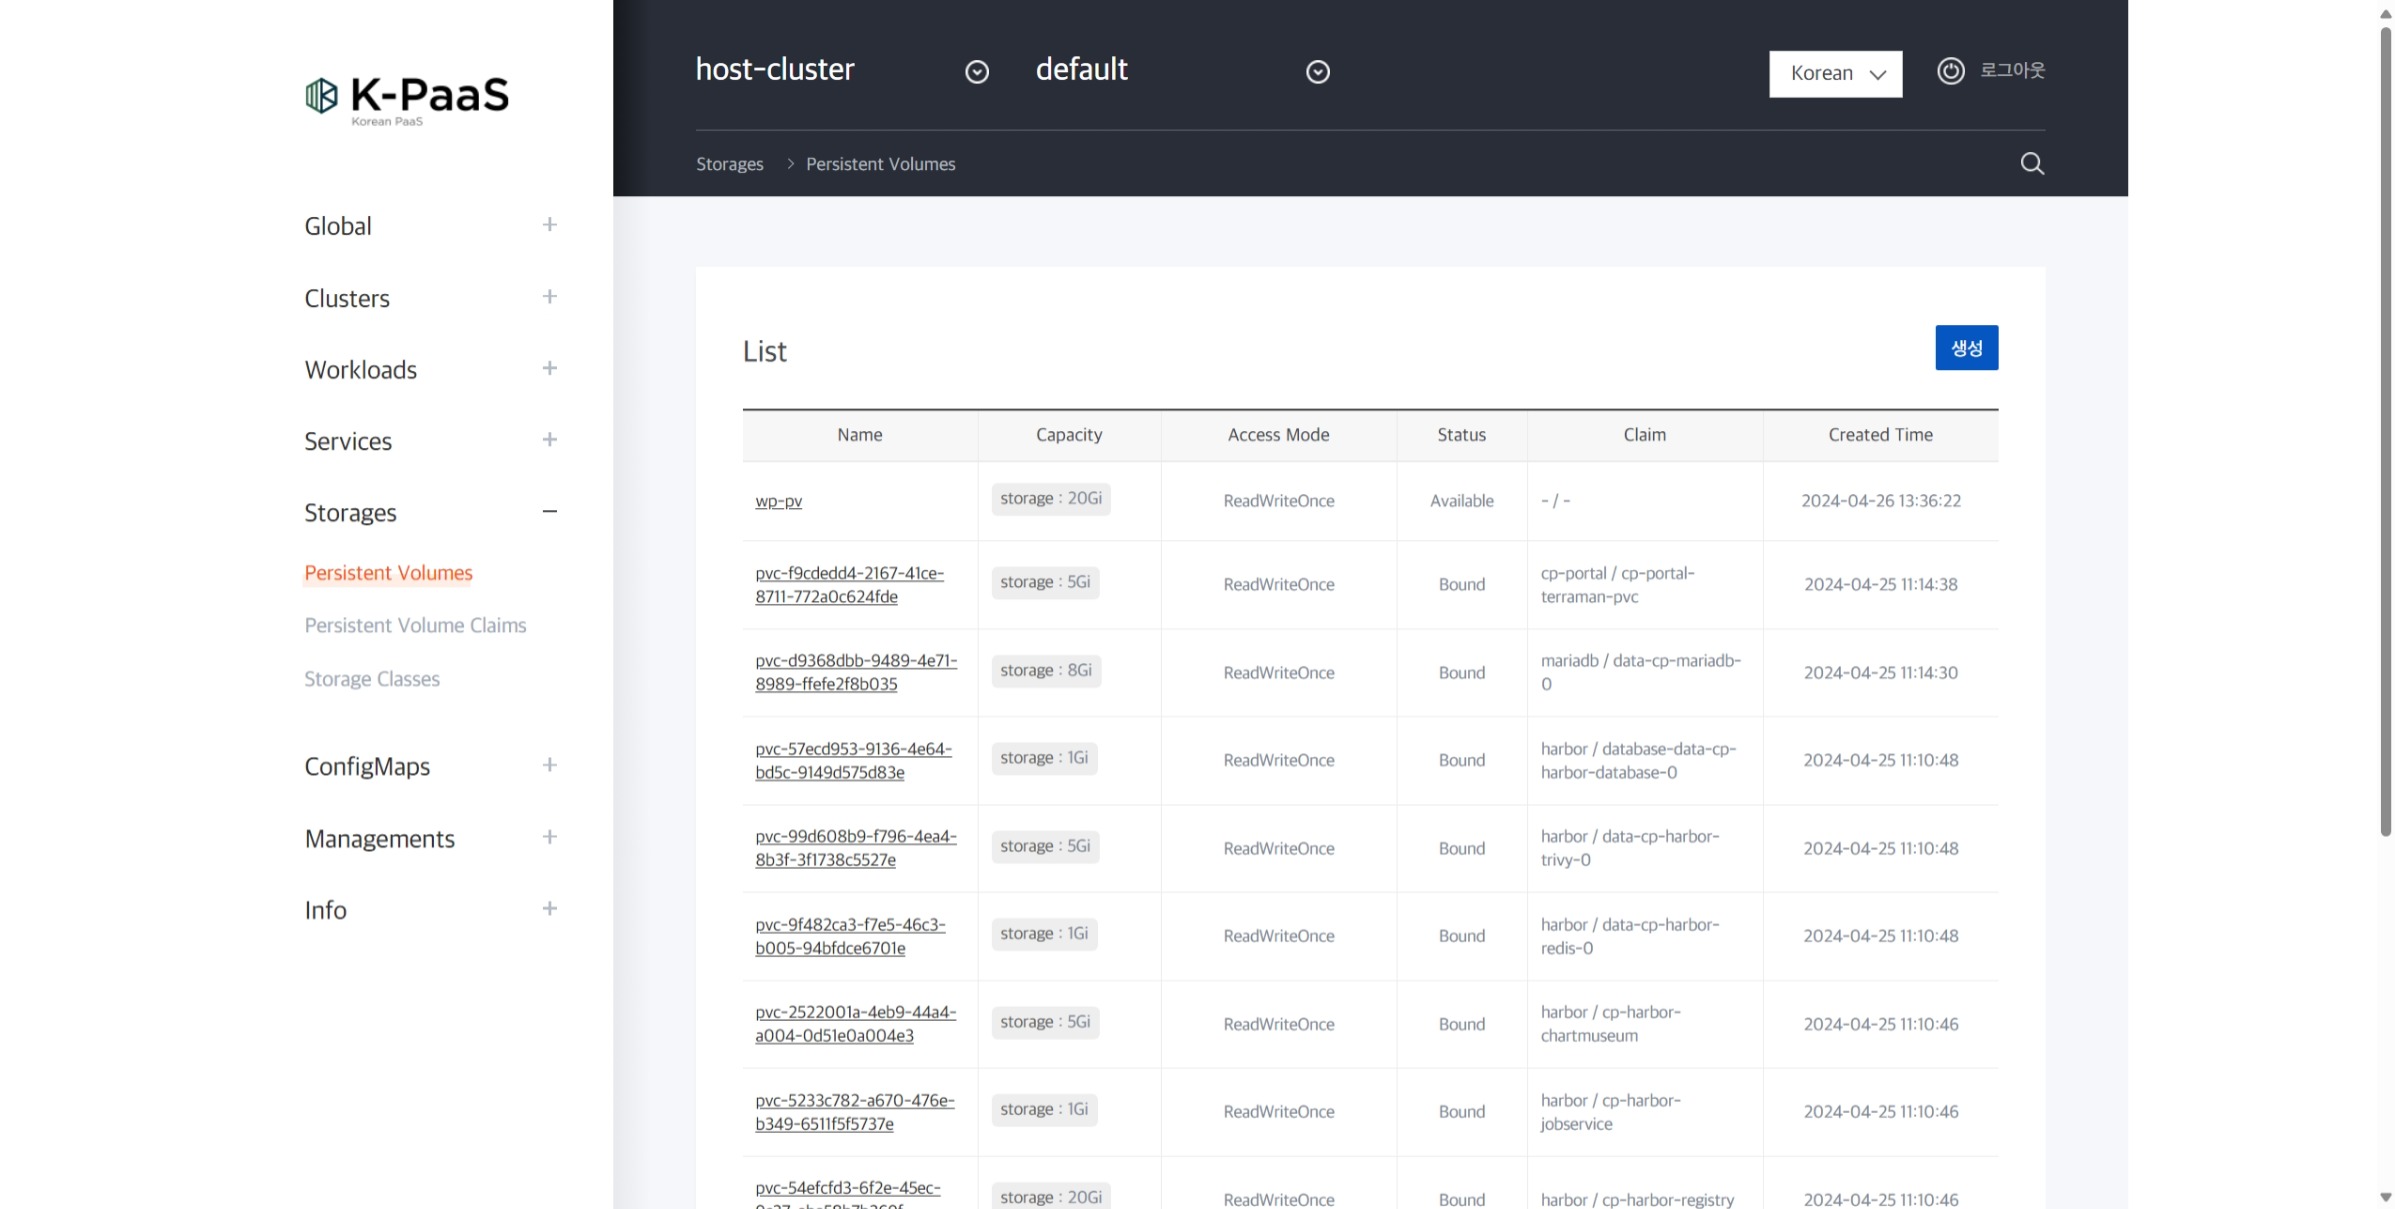 K-PaaS
Korean PaaS
host-cluster
default
Korean
로그아웃
Storages > Persistent Volumes
Global
Clusters
Workloads
Services
Storages
Persistent Volumes
Persistent Volume Claims
Storage Classes
ConfigMaps
Managements
Info
List
생성
Name Capacity Access Mode Status Claim Created Time
wp-pv storage : 20Gi ReadWriteOnce Available - / - 2024-04-26 13:36:22
pvc-f9cdedd4-2167-41ce-
8711-772a0c624fde
storage : 5Gi ReadWriteOnce Bound
cp-portal / cp-portal-
terraman-pvc
2024-04-25 11:14:38
pvc-d9368dbb-9489-4e71-
8989-ffefe2f8b035
storage : 8Gi ReadWriteOnce Bound
mariadb / data-cp-mariadb-
0
2024-04-25 11:14:30
pvc-57ecd953-9136-4e64-
bd5c-9149d575d83e
storage : 1Gi ReadWriteOnce Bound
harbor / database-data-cp-
harbor-database-0
2024-04-25 11:10:48
pvc-99d608b9-f796-4ea4-
8b3f-3f1738c5527e
storage : 5Gi ReadWriteOnce Bound
harbor / data-cp-harbor-
trivy-0
2024-04-25 11:10:48
pvc-9f482ca3-f7e5-46c3-
b005-94bfdce6701e
storage : 1Gi ReadWriteOnce Bound
harbor / data-cp-harbor-
redis-0
2024-04-25 11:10:48
pvc-2522001a-4eb9-44a4-
a004-0d51e0a004e3
storage : 5Gi ReadWriteOnce Bound
harbor / cp-harbor-
chartmuseum
2024-04-25 11:10:46
pvc-5233c782-a670-476e-
b349-6511f5f5737e
storage : 1Gi ReadWriteOnce Bound
harbor / cp-harbor-
jobservice
2024-04-25 11:10:46
pvc-54efcfd3-6f2e-45ec-
storage : 20Gi ReadWriteOnce Bound harbor / cp-harbor-registry 2024-04-25 11:10:46